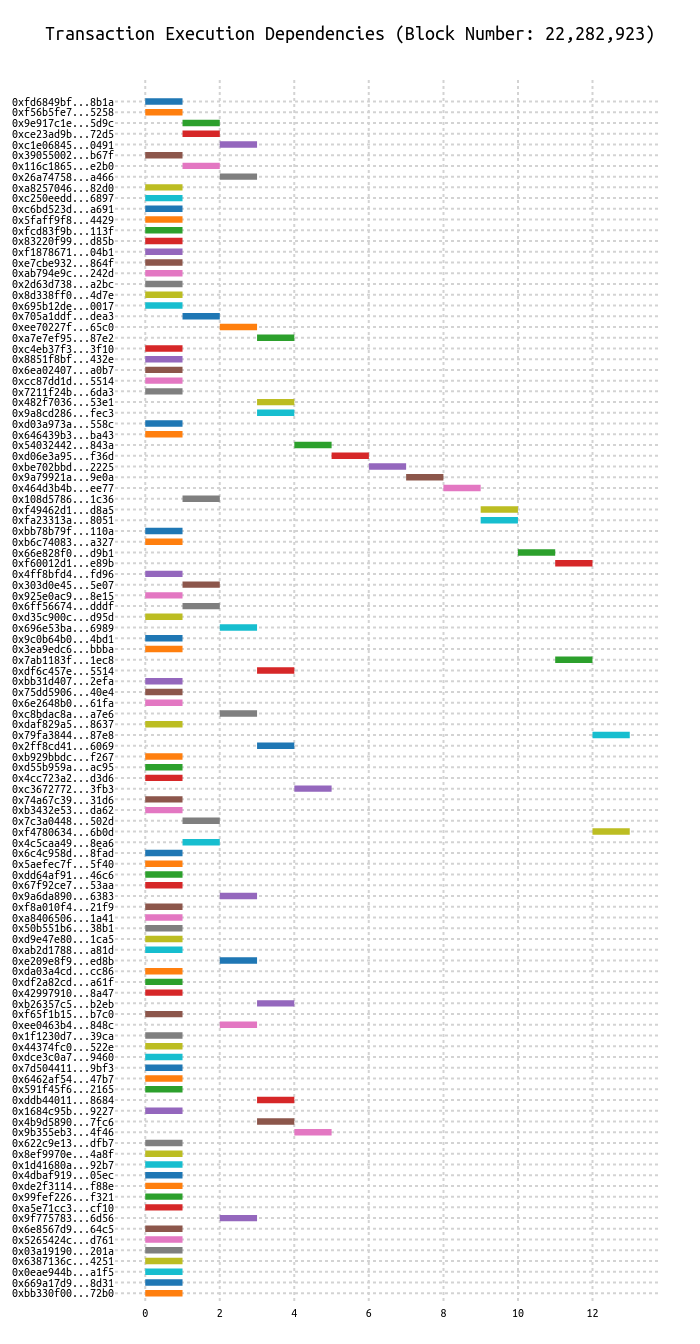 Transaction Execution Dependencies (Block Number: 22,282,923)
0xfd6849bf...8b1a
0xf56b5fe7...5258
0x9e917c1e...5d9c
0xce23ad9b...72d5
0xc1e06845...0491
0x39055002...b67f
0x116c1865...e2b0
0x26a74758...a466
0xa8257046...82d0
0xc250eedd...6897
0xc6bd523d...a691
0x5faff9f8...4429
0xfcd83f9b...113f
0x83220f99...d85b
0xf1878671...04b1
0xe7cbe932...864f
0xab794e9c...242d
0x2d63d738...a2bc
0x8d338ff0...4d7e
0x695b12de...0017
0x705a1ddf...dea3
0xee70227f...65c0
0xa7e7ef95...87e2
0xc4eb37f3...3f10
0x8851f8bf...432e
0x6ea02407...a0b7
0xcc87dd1d...5514
0x7211f24b...6da3
0x482f7036...53e1
0x9a8cd286...fec3
0xd03a973a...558c
0x646439b3...ba43
0x54032442...843a
0xd06e3a95...f36d
0xbe702bbd...2225
0x9a79921a...9e0a
0x464d3b4b...ee77
0x108d5786...1c36
0xf49462d1...d8a5
0xfa23313a...8051
0xbb78b79f...110a
0xb6c74083...a327
0x66e828f0...d9b1
0xf60012d1...e89b
0x4ff8bfd4...fd96
0x303d0e45...5e07
0x925e0ac9...8e15
0x6ff56674...dddf
0xd35c900c...d95d
0x696e53ba...6989
0x9c0b64b0...4bd1
0x3ea9edc6...bbba
0x7ab1183f...1ec8
0xdf6c457e...5514
0xbb31d407...2efa
0x75dd5906...40e4
0x6e2648b0...61fa
0xc8bdac8a...a7e6
0xdaf829a5...8637
0x79fa3844...87e8
0x2ff8cd41...6069
0xb929bbdc...f267
0xd55b959a...ac95
0x4cc723a2...d3d6
0xc3672772...3fb3
0x74a67c39...31d6
0xb3432e53...da62
0x7c3a0448...502d
0xf4780634...6b0d
0x4c5caa49...8ea6
0x6c4c958d...8fad
0x5aefec7f...5f40
0xdd64af91...46c6
0x67f92ce7...53aa
0x9a6da890...6383
0xf8a010f4...21f9
0xa8406506...1a41
0x50b551b6...38b1
0xd9e47e80...1ca5
0xab2d1788...a81d
0xe209e8f9...ed8b
0xda03a4cd...cc86
0xdf2a82cd...a61f
0x42997910...8a47
0xb26357c5...b2eb
0xf65f1b15...b7c0
0xee0463b4...848c
0x1f1230d7...39ca
0x44374fc0...522e
0xdce3c0a7...9460
0x7d504411...9bf3
0x6462af54...47b7
0x591f45f6...2165
0xddb44011...8684
0x1684c95b...9227
0x4b9d5890...7fc6
0x9b355eb3...4f46
0x622c9e13...dfb7
0x8ef9970e...4a8f
0x1d41680a...92b7
0x4dbaf919...05ec
0xde2f3114...f88e
0x99fef226...f321
0xa5e71cc3...cf10
0x9f775783...6d56
0x6e8567d9...64c5
0x5265424c...d761
0x03a19190...201a
0x6387136c...4251
0x0eae944b...a1f5
0x669a17d9...8d31
0xbb330f00...72b0
0 2 4 6 8 10 12